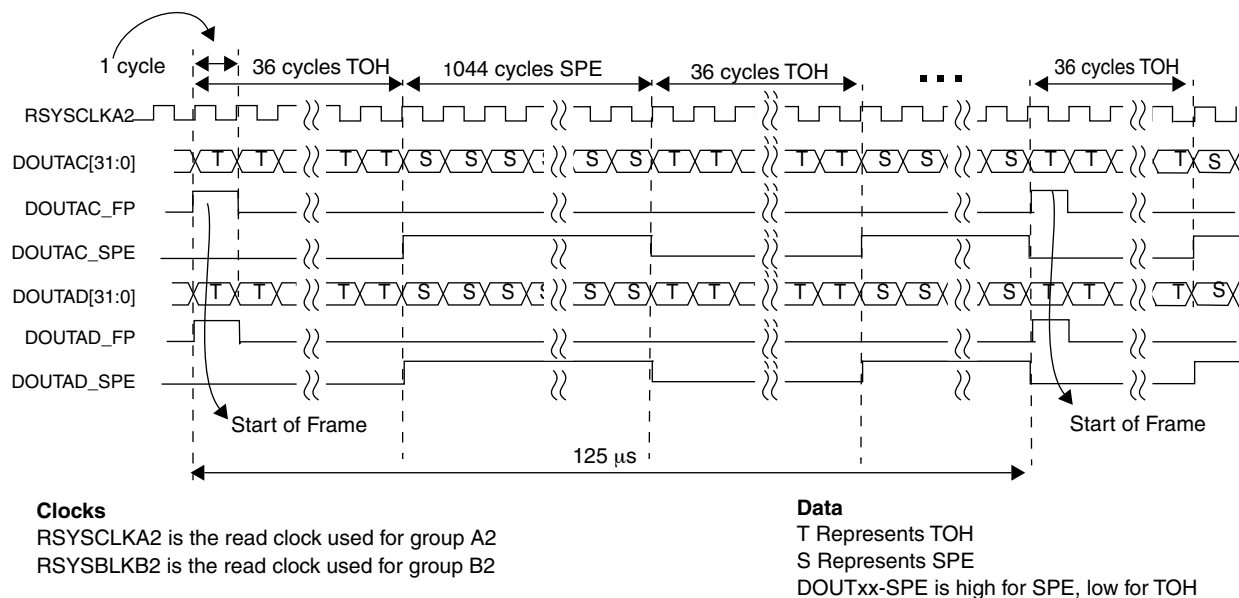 1 cycle
36 cycles TOH
1044 cycles SPE
36 cycles TOH
36 cycles TOH
RSYSCLKA2
DOUTAC[31:0]
T T T T S S S S S S T T T T S S S T T T S
DOUTAC_FP
DOUTAC_SPE
DOUTAD[31:0]
T T T T S S S S S S T T T T S S S T T T S
DOUTAD_FP
DOUTAD_SPE
Start of Frame
Start of Frame
125 μs
Clocks
RSYSCLKA2 is the read clock used for group A2
RSYSBLKB2 is the read clock used for group B2
Data
T Represents TOH
S Represents SPE
DOUTxx-SPE is high for SPE, low for TOH